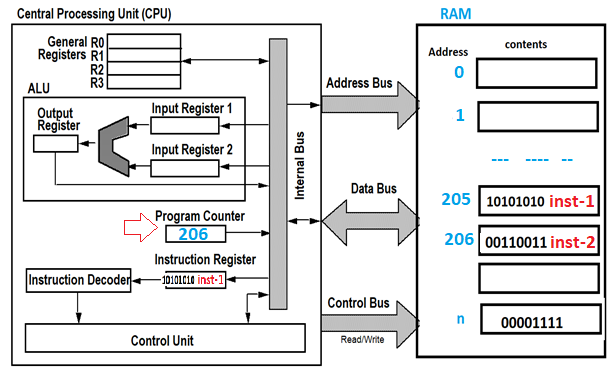 Central Processing Unit (CPU)
General
Registers
R0
R1
R2
R3
ALU
Output
Register
Input Register 1
Input Register 2
Internal Bus
Program Counter
206
Instruction Register
10101010 inst-1
Instruction Decoder
Control Unit
Address Bus
Data Bus
Control Bus
Read/Write
RAM
Address
contents
0
1
--- ---- --
205
10101010 inst-1
206
00110011 inst-2
n
00001111